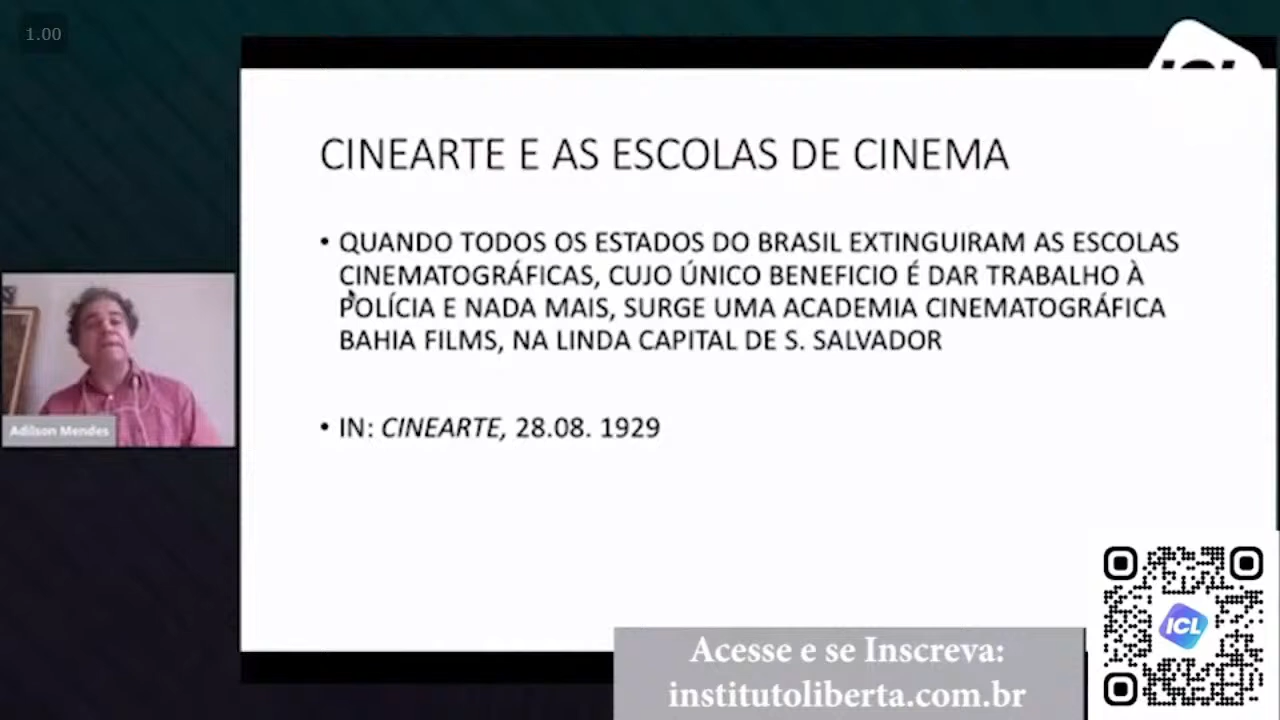 1.00
ICL
CINEARTE E AS ESCOLAS DE CINEMA
• QUANDO TODOS OS ESTADOS DO BRASIL EXTINGUIRAM AS ESCOLAS
CINEMATOGRÁFICAS, CUJO ÚNICO BENEFICIO É DAR TRABALHO À
POLÍCIA E NADA MAIS, SURGE UMA ACADEMIA CINEMATOGRÁFICA
BAHIA FILMS, NA LINDA CAPITAL DE S. SALVADOR
• IN: CINEARTE, 28.08. 1929
Adilson Mendes
ICL
Acesse e se Inscreva:
institutoliberta.com.br